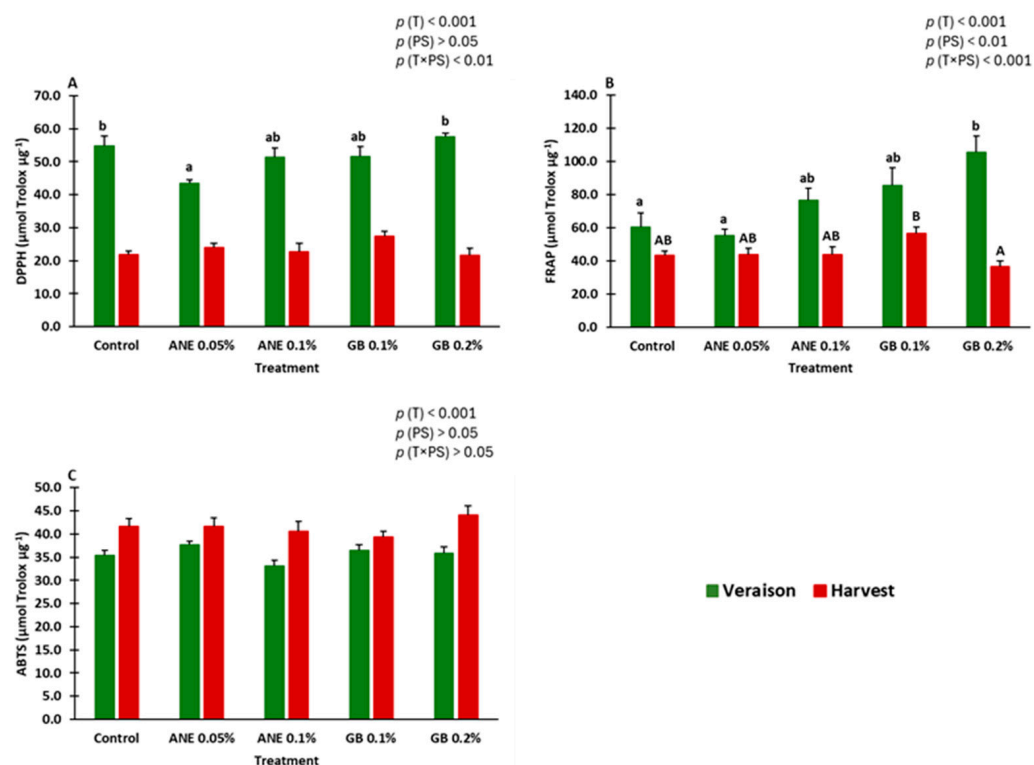 p (T) < 0.001
p (PS) > 0.05
p (T×PS) < 0.01
A
70.0
60.0
50.0
40.0
30.0
20.0
10.0
0.0
DPPH (µmol Trolox µg⁻¹)
b
a
ab
ab
b
Control ANE 0.05% ANE 0.1% GB 0.1% GB 0.2%
Treatment
p (T) < 0.001
p (PS) < 0.01
p (T×PS) < 0.001
B
140.0
120.0
100.0
80.0
60.0
40.0
20.0
0.0
FRAP (µmol Trolox µg⁻¹)
a
AB
a
AB
ab
AB
ab
B
b
A
Control ANE 0.05% ANE 0.1% GB 0.1% GB 0.2%
Treatment
p (T) < 0.001
p (PS) > 0.05
p (T×PS) > 0.05
C
50.0
45.0
40.0
35.0
30.0
25.0
20.0
15.0
10.0
5.0
0.0
ABTS (µmol Trolox µg⁻¹)
Control ANE 0.05% ANE 0.1% GB 0.1% GB 0.2%
Treatment
Veraison Harvest